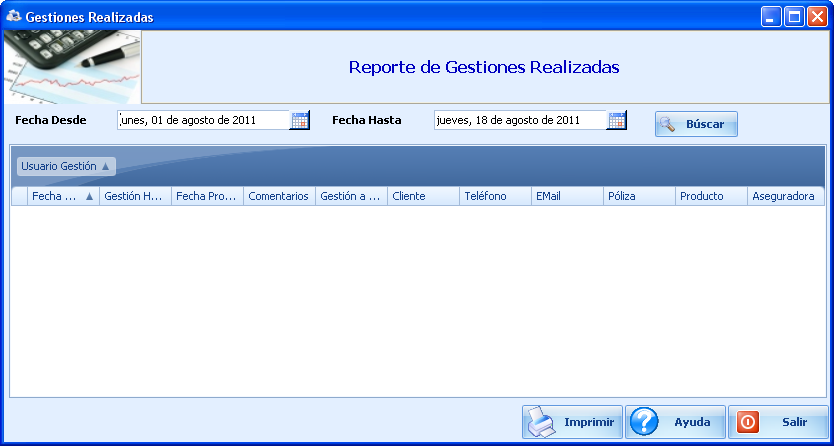 Gestiones Realizadas
Reporte de Gestiones Realizadas
Fecha Desde lunes, 01 de agosto de 2011 Fecha Hasta jueves, 18 de agosto de 2011 Búscar
Usuario Gestión
Fecha ... Gestión H... Fecha Pro... Comentarios Gestión a ... Cliente Teléfono EMail Póliza Producto Aseguradora
Imprimir Ayuda Salir